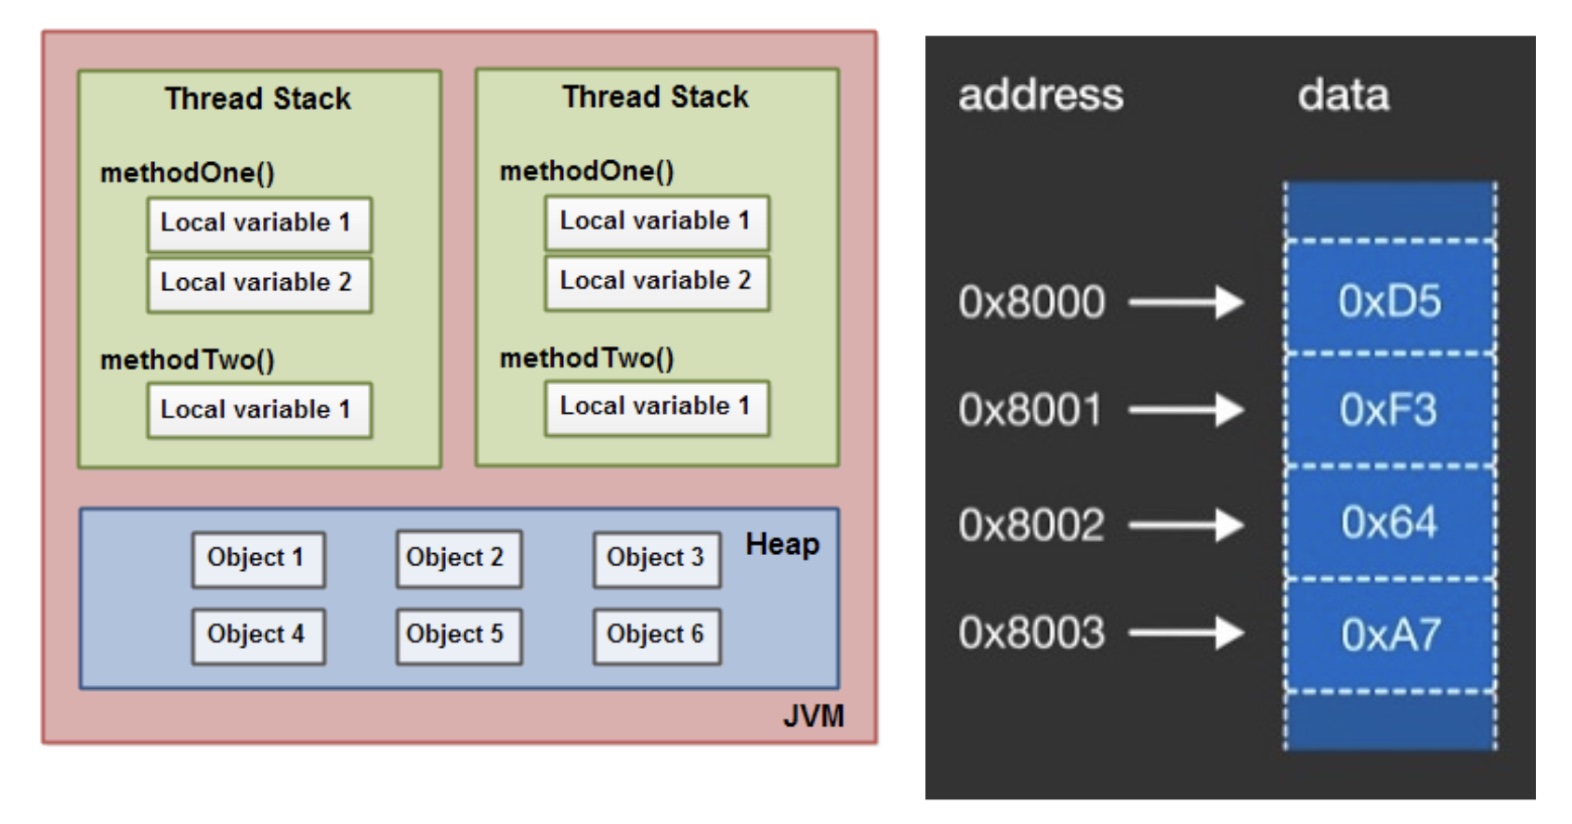 Thread Stack
methodOne()
Local variable 1
Local variable 2
methodTwo()
Local variable 1
Thread Stack
methodOne()
Local variable 1
Local variable 2
methodTwo()
Local variable 1
Heap
Object 1 Object 2 Object 3
Object 4 Object 5 Object 6
JVM
address data
0x8000 0xD5
0x8001 0xF3
0x8002 0x64
0x8003 0xA7